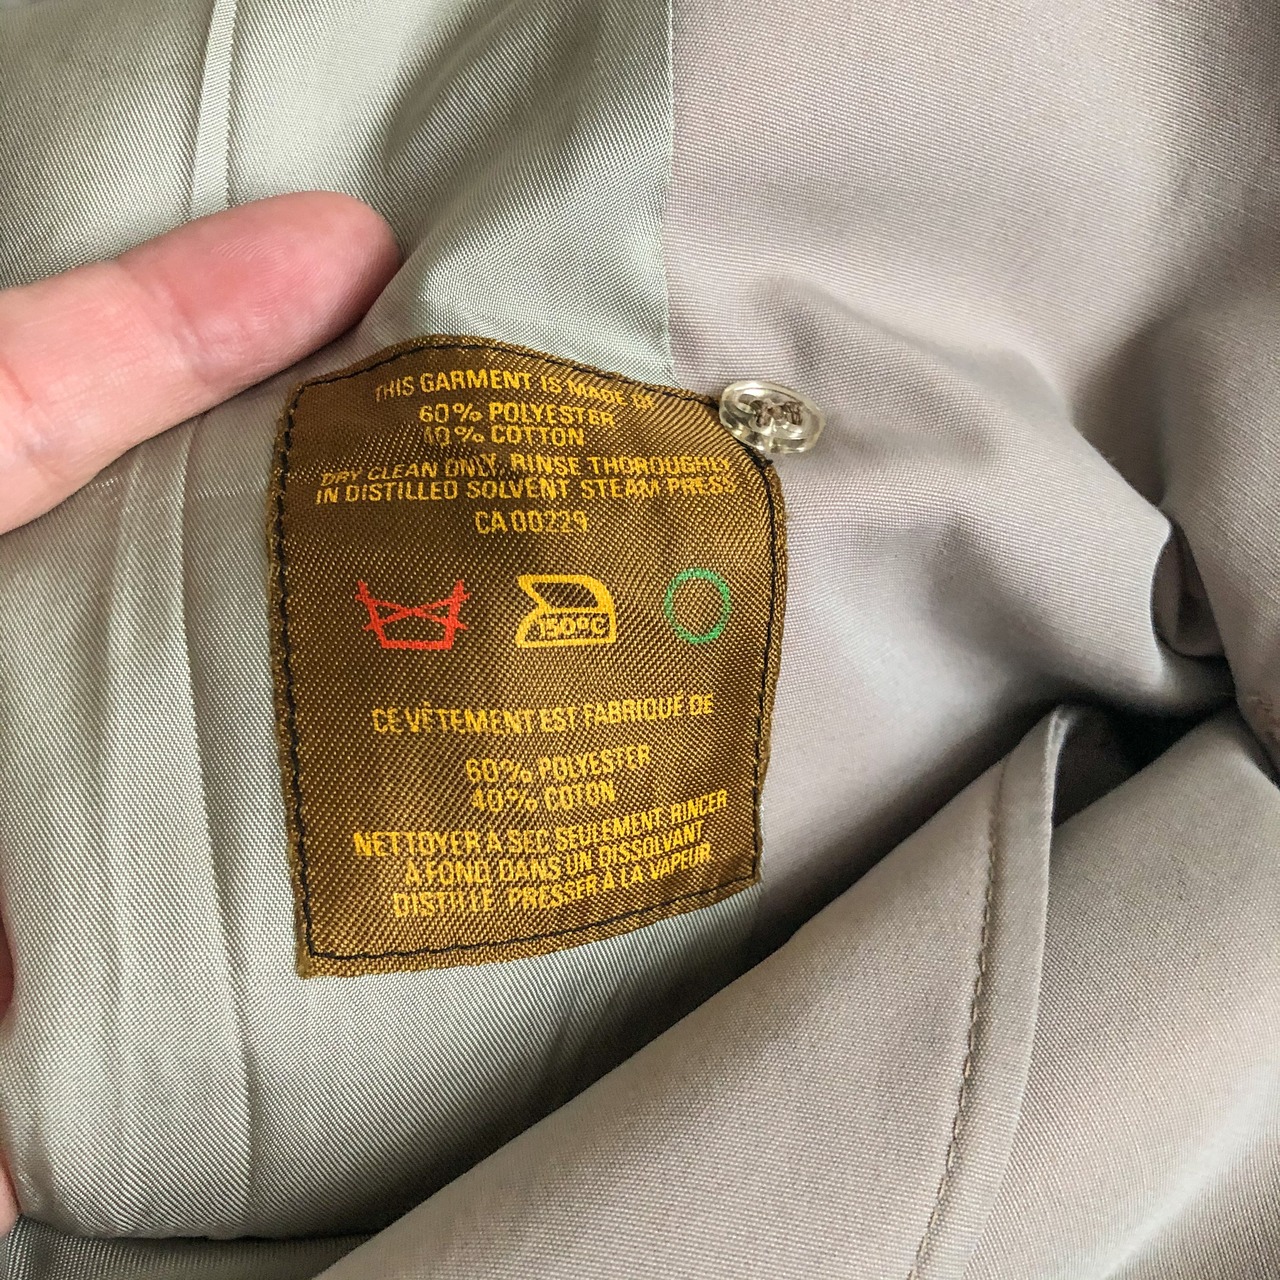 THIS GARMENT IS MADE OF
60% POLYESTER
40% COTTON
DRY CLEAN ONLY. RINSE THOROUGHLY
IN DISTILLED SOLVENT STEAM PRESS
CA 00229
150°C
CE VÊTEMENT EST FABRIQUE DE
60% POLYESTER
40% COTON
NETTOYER A SEC SEULEMENT RINCER
A FOND DANS UN DISSOLVANT
DISTILLE PRESSER À LA VAPEUR